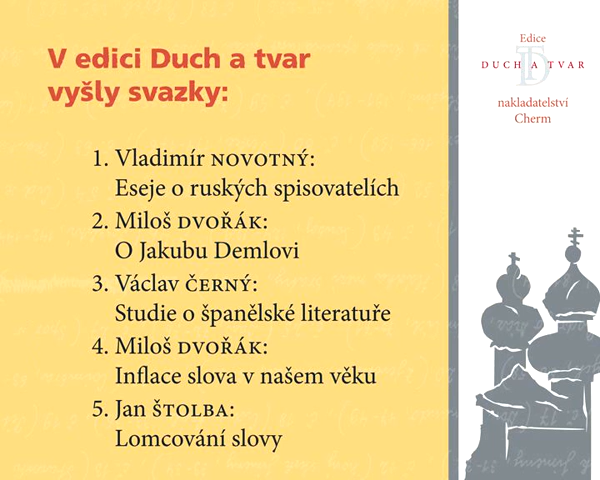 V edici Duch a tvar
vyšly svazky:
1. Vladimír NOVOTNÝ:
Eseje o ruských spisovatelích
2. Miloš DVOŘÁK:
O Jakubu Demlovi
3. Václav ČERNÝ:
Studie o španělské literatuře
4. Miloš DVOŘÁK:
Inflace slova v našem věku
5. Jan ŠTOLBA:
Lomcování slovy
Edice
DUCH A TVAR
nakladatelství
Cherm